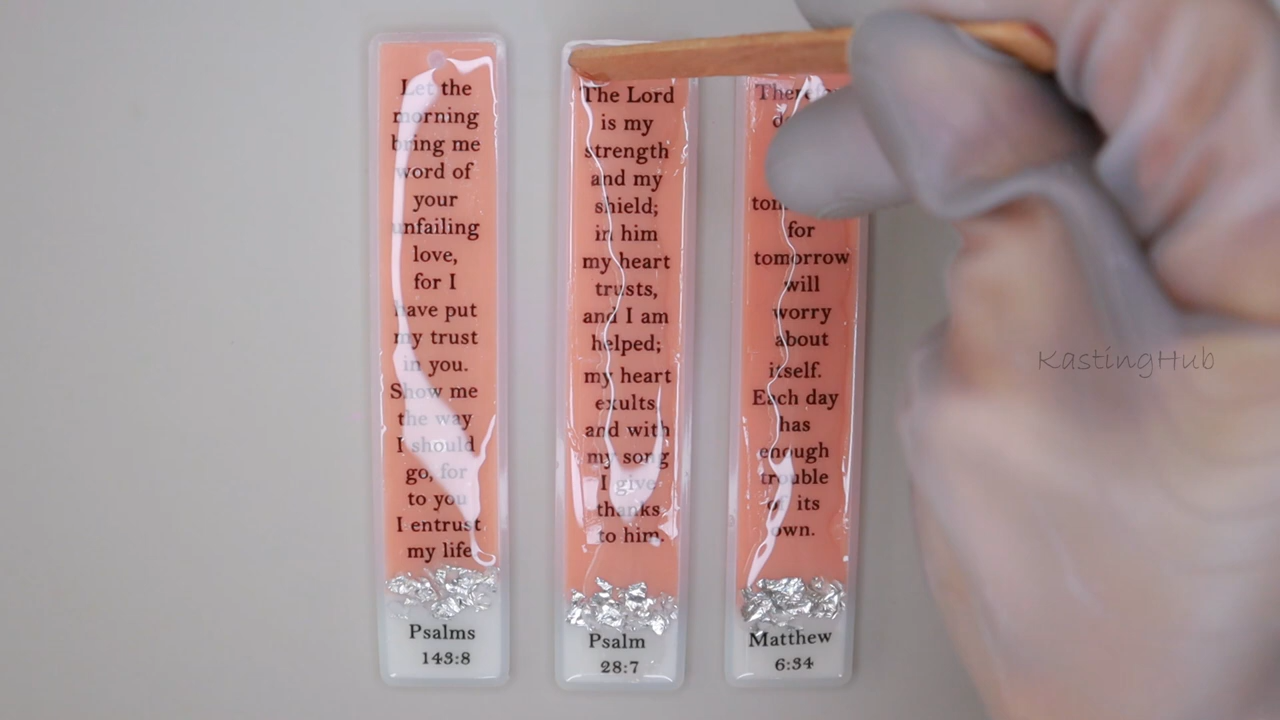 Let the
morning
bring me
word of
your
unfailing
love,
for I
have put
my trust
in you.
Show me
the way
I should
go, for
to you
I entrust
my life
Psalms
143:8
The Lord
is my
strength
and my
shield;
in him
my heart
trusts,
and I am
helped;
my heart
exults
and with
my song
I give
thanks
to him.
Psalm
28:7
for
tomorrow
will
worry
about
itself.
Each day
has
enough
trouble
of its
own.
Matthew
6:34
KastingHub